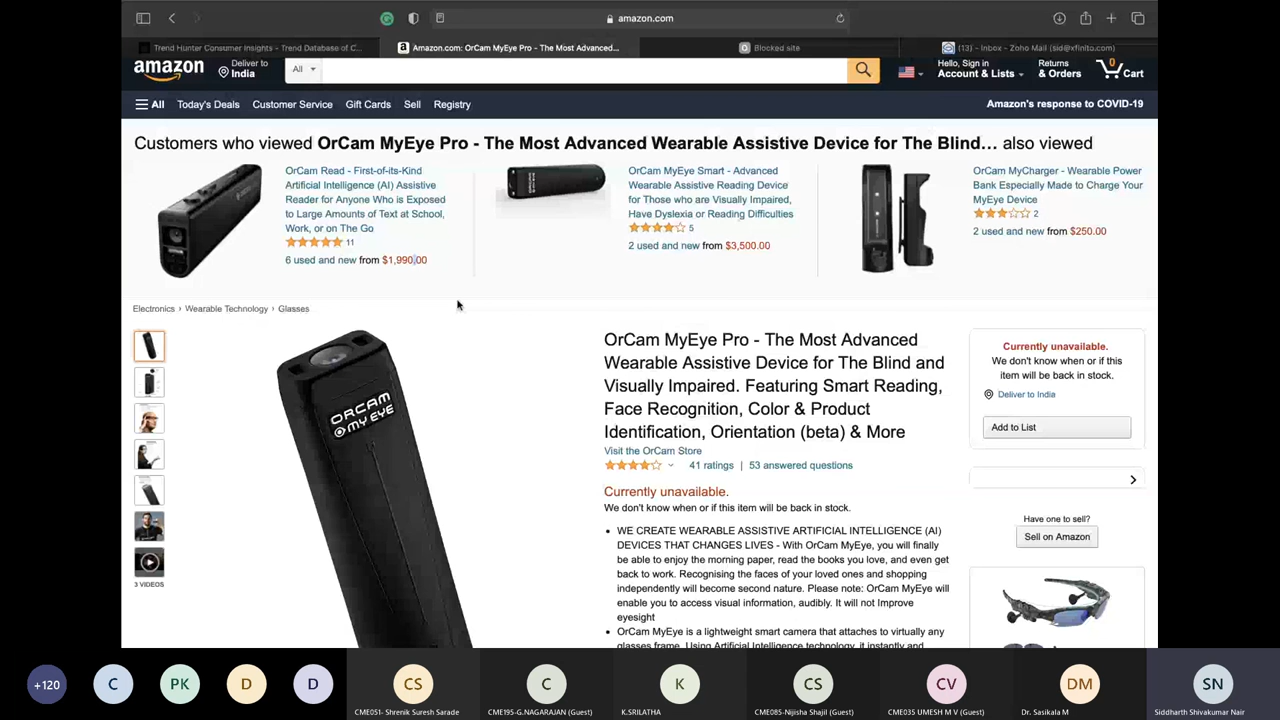 amazon.com
Trend Hunter Consumer Insights - Trend Database of C...
Amazon.com: OrCam MyEye Pro - The Most Advanced...
Blocked site
(13) - Inbox - Zoho Mail (sid@xfinito.com)
amazon
Deliver to
India
All
Hello, Sign in
Account & Lists
Returns
& Orders
0
Cart
All
Today's Deals
Customer Service
Gift Cards
Sell
Registry
Amazon's response to COVID-19
Customers who viewed OrCam MyEye Pro - The Most Advanced Wearable Assistive Device for The Blind... also viewed
OrCam Read - First-of-its-Kind
Artificial Intelligence (AI) Assistive
Reader for Anyone Who is Exposed
to Large Amounts of Text at School,
Work, or on The Go
11
6 used and new from $1,990.00
OrCam MyEye Smart - Advanced
Wearable Assistive Reading Device
for Those who are Visually Impaired,
Have Dyslexia or Reading Difficulties
5
2 used and new from $3,500.00
OrCam MyCharger - Wearable Power
Bank Especially Made to Charge Your
MyEye Device
2
2 used and new from $250.00
Electronics › Wearable Technology › Glasses
3 VIDEOS
ORCAM
MY EYE
OrCam MyEye Pro - The Most Advanced
Wearable Assistive Device for The Blind and
Visually Impaired. Featuring Smart Reading,
Face Recognition, Color & Product
Identification, Orientation (beta) & More
Visit the OrCam Store
41 ratings | 53 answered questions
Currently unavailable.
We don't know when or if this item will be back in stock.
• WE CREATE WEARABLE ASSISTIVE ARTIFICIAL INTELLIGENCE (AI)
DEVICES THAT CHANGES LIVES - With OrCam MyEye, you will finally
be able to enjoy the morning paper, read the books you love, and even get
back to work. Recognising the faces of your loved ones and shopping
independently will become second nature. Please note: OrCam MyEye will
enable you to access visual information, audibly. It will not Improve
eyesight
• OrCam MyEye is a lightweight smart camera that attaches to virtually any
glasses frame. Using Artificial Intelligence technology, it instantly and
Currently unavailable.
We don't know when or if this
item will be back in stock.
Deliver to India
Add to List
Have one to sell?
Sell on Amazon
+120
C
PK
D
D
CS
CME051- Shrenik Suresh Sarade
C
CME195-G.NAGARAJAN (Guest)
K
K.SRILATHA
CS
CME085-Nijisha Shajil (Guest)
CV
CME035 UMESH M V (Guest)
DM
Dr. Sasikala M
SN
Siddharth Shivakumar Nair